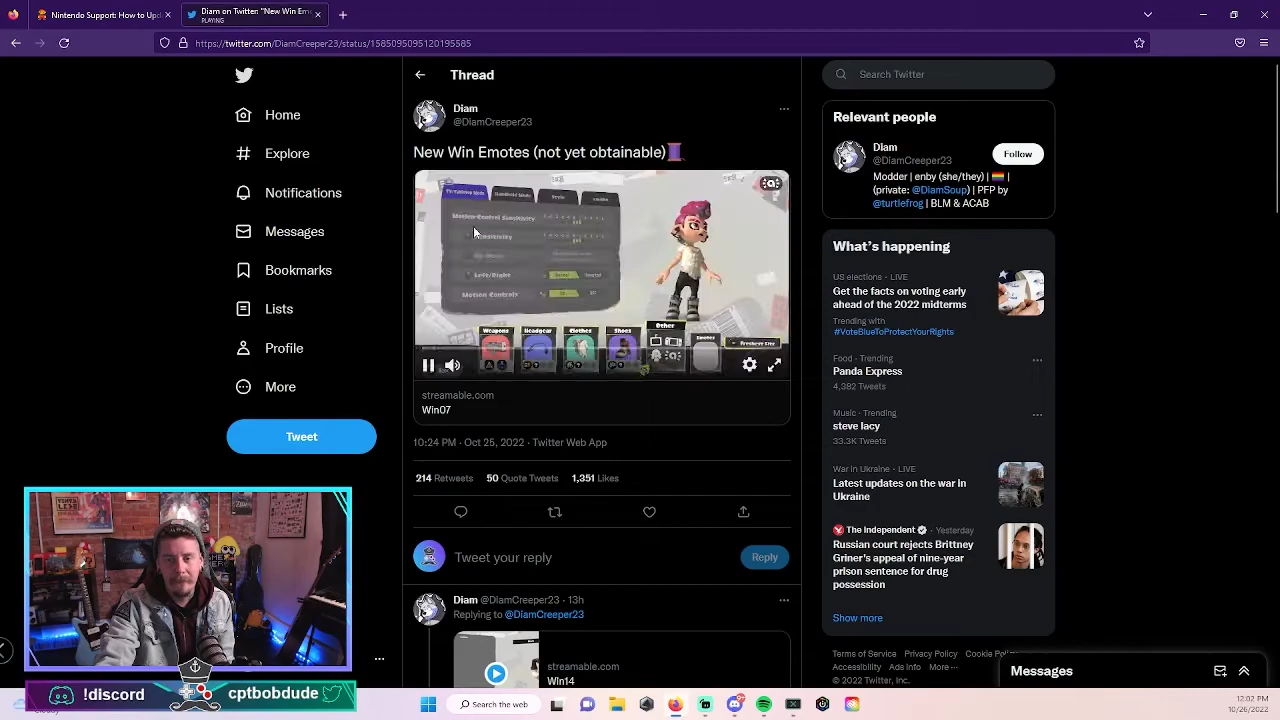 Nintendo Support: How to Up
Diam on Twitter: "New Win Em
PLAYING
https://twitter.com/DiamCreeper23/status/1585095095120195585
Home
Explore
Notifications
Messages
Bookmarks
Lists
Profile
More
Tweet
Thread
Diam
@DiamCreeper23
New Win Emotes (not yet obtainable)
Motion Control Sensitivity
Left/Right
Motion Controls
Weapons
Headgear
Clothes
Shoes
Other
Emotes
streamable.com
Win07
10:24 PM · Oct 25, 2022 · Twitter Web App
214 Retweets 50 Quote Tweets 1,351 Likes
Tweet your reply
Reply
Diam @DiamCreeper23 · 13h
Replying to @DiamCreeper23
streamable.com
Win14
Search Twitter
Relevant people
Diam
@DiamCreeper23
Follow
Modder | enby (she/they) | |
(private: @DiamSoup) | PFP by
@turtlefrog | BLM & ACAB
What's happening
US elections · LIVE
Get the facts on voting early
ahead of the 2022 midterms
Trending with
#VoteBlueToProtectYourRights
Food · Trending
Panda Express
4,382 Tweets
Music · Trending
steve lacy
33.3K Tweets
War in Ukraine · LIVE
Latest updates on the war in
Ukraine
The Independent · Yesterday
Russian court rejects Brittney
Griner's appeal of nine-year
prison sentence for drug
possession
Show more
Terms of Service Privacy Policy Cookie
Accessibility Ads info More ···
© 2022 Twitter, Inc.
Messages
!discord
cptbobdude
Cloudy
Search the web
12:02 PM
10/26/2022